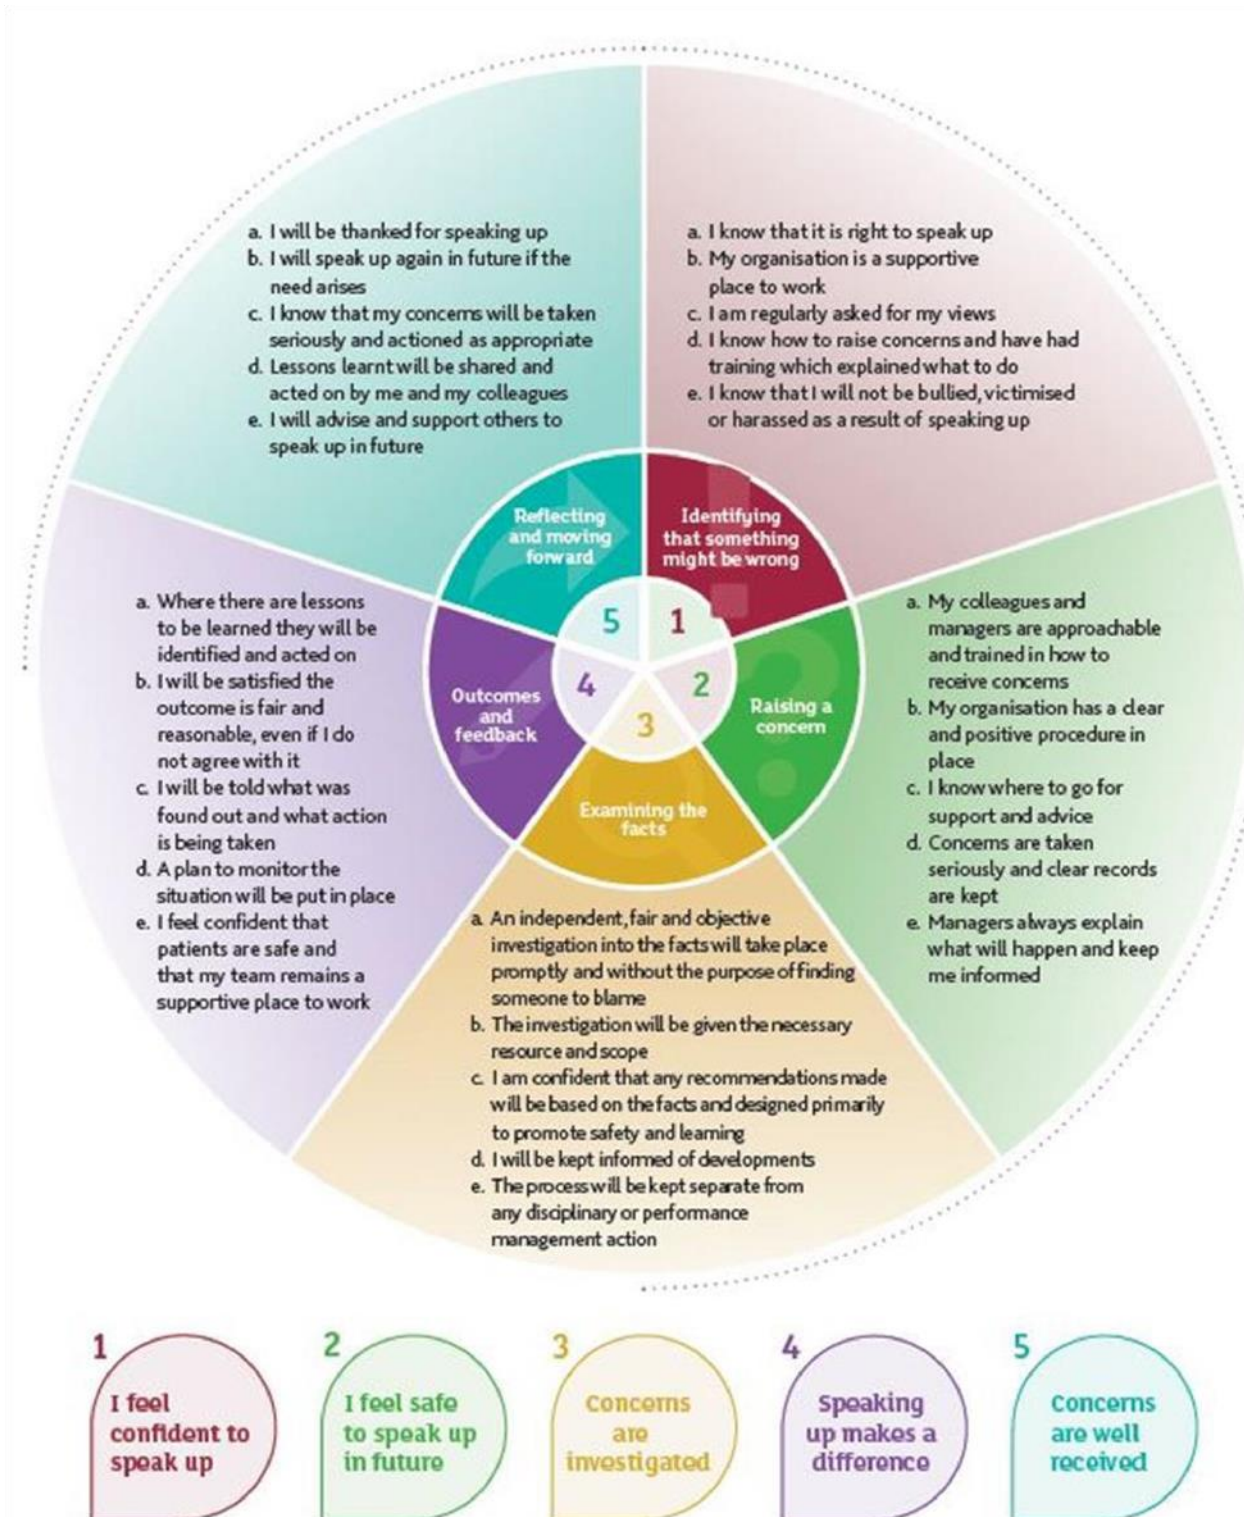 a. I will be thanked for speaking up
b. I will speak up again in future if the
need arises
c. I know that my concerns will be taken
seriously and actioned as appropriate
d. Lessons learnt will be shared and
acted on by me and my colleagues
e. I will advise and support others to
speak up in future
a. I know that it is right to speak up
b. My organisation is a supportive
place to work
c. I am regularly asked for my views
d. I know how to raise concerns and have had
training which explained what to do
e. I know that I will not be bullied, victimised
or harassed as a result of speaking up
Reflecting
and moving
forward
Identifying
that something
might be wrong
5
1
4
2
3
Outcomes
and
feedback
Raising a
concern
Examining the
facts
a. Where there are lessons
to be learned they will be
identified and acted on
b. I will be satisfied the
outcome is fair and
reasonable, even if I do
not agree with it
c. I will be told what was
found out and what action
is being taken
d. A plan to monitor the
situation will be put in place
e. I feel confident that
patients are safe and
that my team remains a
supportive place to work
a. My colleagues and
managers are approachable
and trained in how to
receive concerns
b. My organisation has a clear
and positive procedure in
place
c. I know where to go for
support and advice
d. Concerns are taken
seriously and clear records
are kept
e. Managers always explain
what will happen and keep
me informed
a. An independent, fair and objective
investigation into the facts will take place
promptly and without the purpose of finding
someone to blame
b. The investigation will be given the necessary
resource and scope
c. I am confident that any recommendations made
will be based on the facts and designed primarily
to promote safety and learning
d. I will be kept informed of developments
e. The process will be kept separate from
any disciplinary or performance
management action
1
I feel
confident to
speak up
2
I feel safe
to speak up
in future
3
Concerns
are
investigated
4
Speaking
up makes a
difference
5
Concerns
are well
received